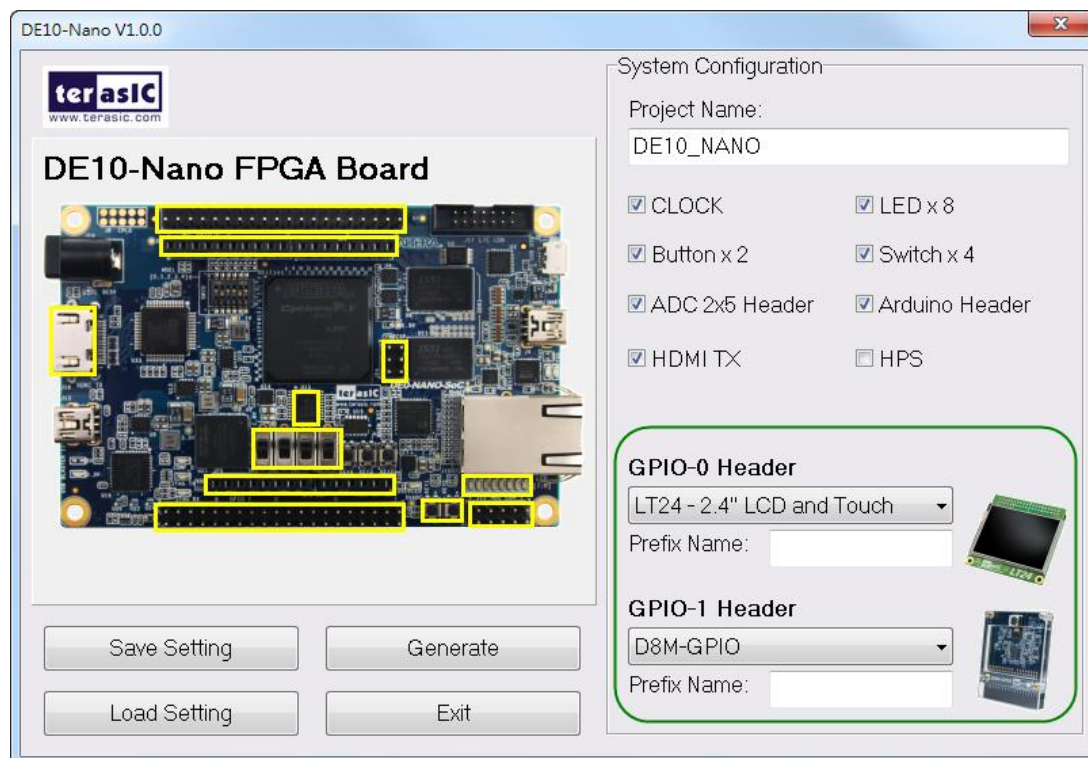 DE10-Nano V1.0.0
terasIC
www.terasic.com
DE10-Nano FPGA Board
System Configuration
Project Name:
DE10_NANO
CLOCK
LED x 8
Button x 2
Switch x 4
ADC 2x5 Header
Arduino Header
HDMI TX
HPS
GPIO-0 Header
LT24 - 2.4" LCD and Touch
Prefix Name:
GPIO-1 Header
D8M-GPIO
Prefix Name:
Save Setting
Generate
Load Setting
Exit